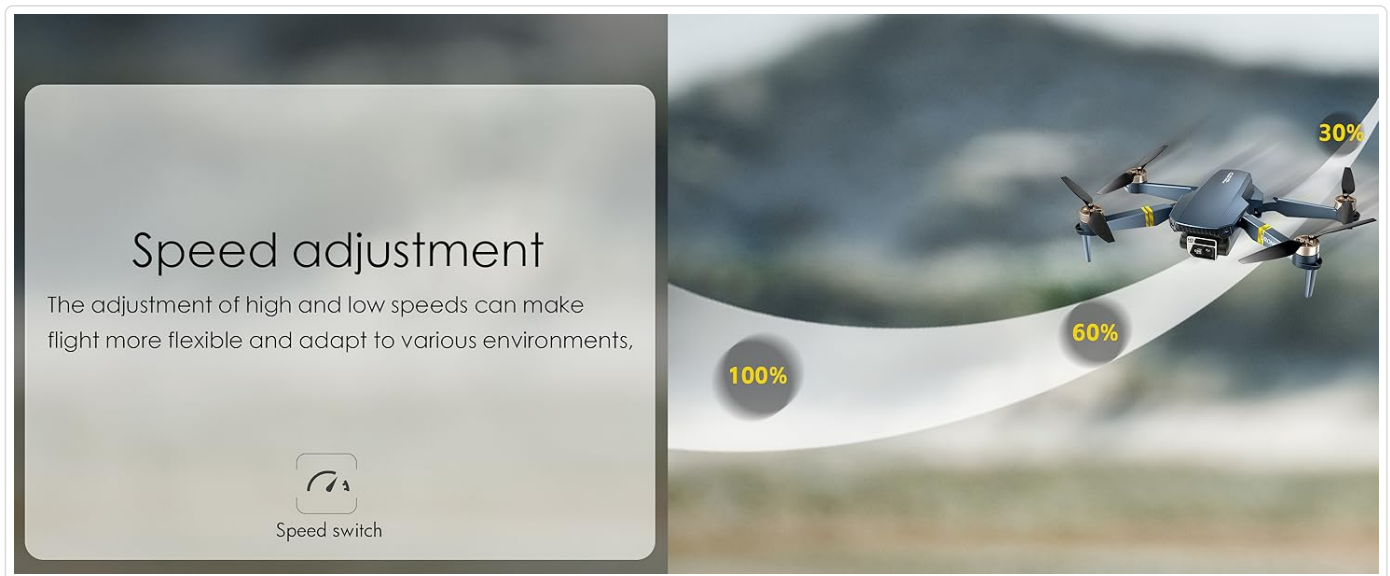 Speed adjustment
The adjustment of high and low speeds can make
flight more flexible and adapt to various environments,
Speed switch
30%
60%
100%